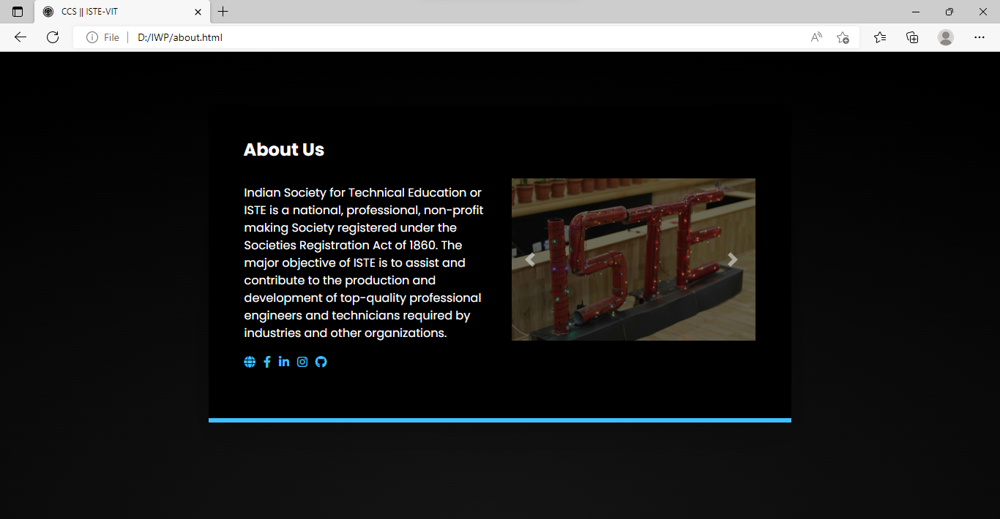 CCS || ISTE-VIT
File
D:/IWP/about.html
About Us
Indian Society for Technical Education or
ISTE is a national, professional, non-profit
making Society registered under the
Societies Registration Act of 1860. The
major objective of ISTE is to assist and
contribute to the production and
development of top-quality professional
engineers and technicians required by
industries and other organizations.
ISTE